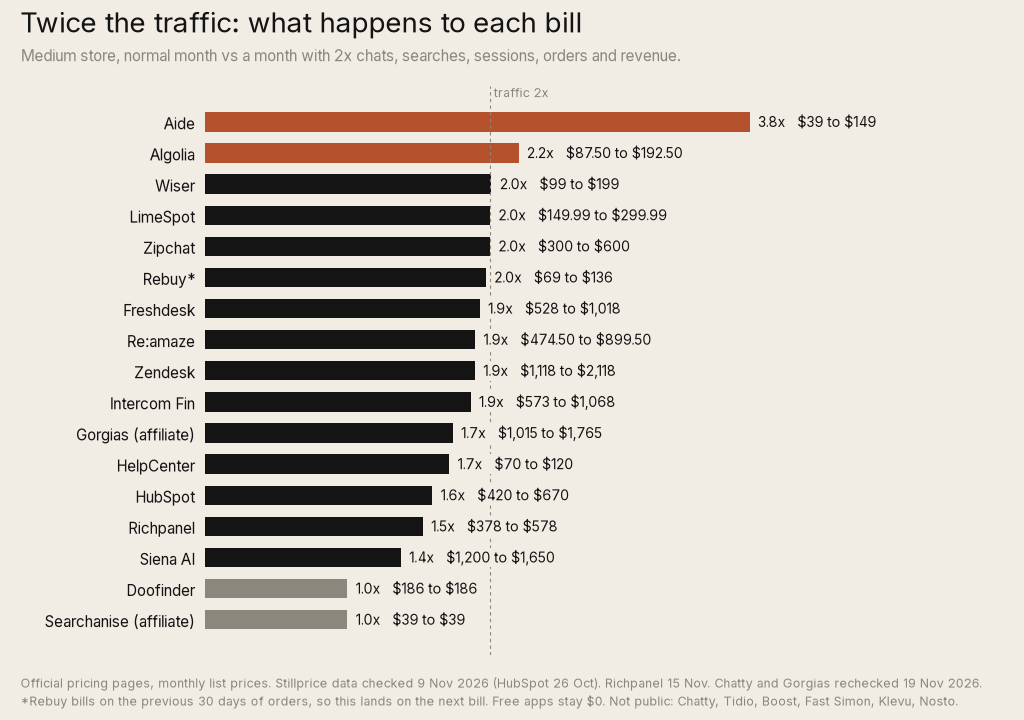 Twice the traffic: what happens to each bill
Medium store, normal month vs a month with 2x chats, searches, sessions, orders and revenue.
traffic 2x
Aide 3.8x $39 to $149
Algolia 2.2x $87.50 to $192.50
Wiser 2.0x $99 to $199
LimeSpot 2.0x $149.99 to $299.99
Zipchat 2.0x $300 to $600
Rebuy* 2.0x $69 to $136
Freshdesk 1.9x $528 to $1,018
Re:amaze 1.9x $474.50 to $899.50
Zendesk 1.9x $1,118 to $2,118
Intercom Fin 1.9x $573 to $1,068
Gorgias (affiliate) 1.7x $1,015 to $1,765
HelpCenter 1.7x $70 to $120
HubSpot 1.6x $420 to $670
Richpanel 1.5x $378 to $578
Siena AI 1.4x $1,200 to $1,650
Doofinder 1.0x $186 to $186
Searchanise (affiliate) 1.0x $39 to $39
Official pricing pages, monthly list prices. Stillprice data checked 9 Nov 2026 (HubSpot 26 Oct). Richpanel 15 Nov. Chatty and Gorgias rechecked 19 Nov 2026.
*Rebuy bills on the previous 30 days of orders, so this lands on the next bill. Free apps stay $0. Not public: Chatty, Tidio, Boost, Fast Simon, Klevu, Nosto.